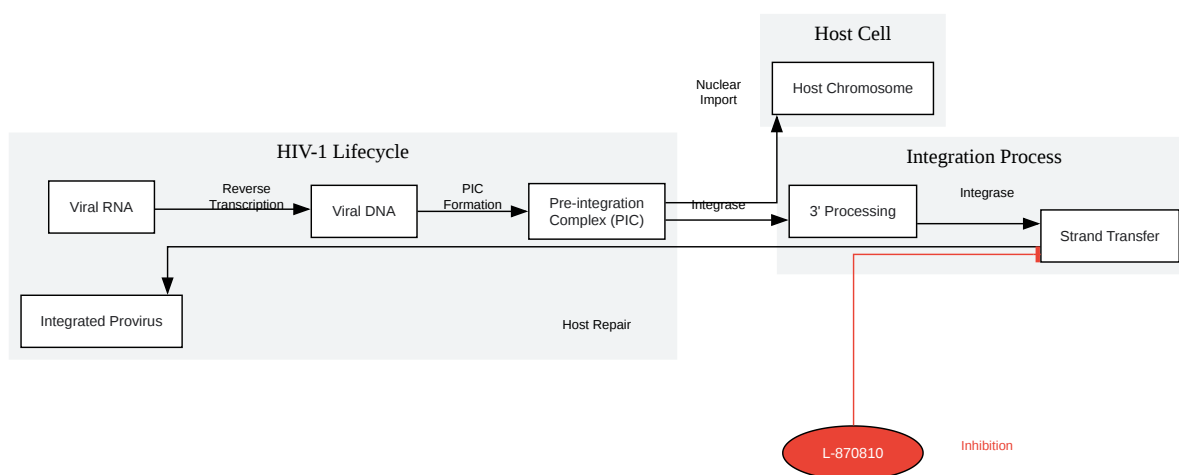 Host Cell
Nuclear
Import
Host Chromosome
HIV-1 Lifecycle
Integration Process
Viral RNA
Reverse
Transcription
Viral DNA
PIC
Formation
Pre-integration
Complex (PIC)
Integrase
3' Processing
Integrase
Strand Transfer
Integrated Provirus
Host Repair
L-870810
Inhibition